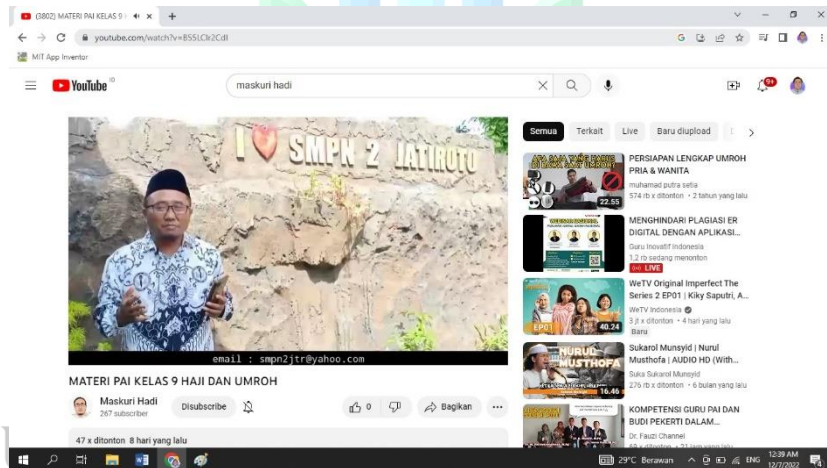 (3802) MATERI PAI KELAS 9
youtube.com/watch?v=BS5LClr2CdI
MIT App Inventor
YouTube ID
maskuri hadi
9+
I SMPN 2 JATIROTO
email : smpn2jtr@yahoo.com
MATERI PAI KELAS 9 HAJI DAN UMROH
Maskuri Hadi
267 subscriber
Disubscribe
0
Bagikan
47 x ditonton 8 hari yang lalu
Semua
Terkait
Live
Baru diupload
22.55
PERSIAPAN LENGKAP UMROH
PRIA & WANITA
muhamad putra setia
574 rb x ditonton • 2 tahun yang lalu
MENGHINDARI PLAGIASI ER
DIGITAL DENGAN APLIKASI...
Guru Inovatif Indonesia
1,2 rb sedang menonton
LIVE
EP01
40.24
WeTV Original Imperfect The
Series 2 EP01 | Kiky Saputri, A...
WeTV Indonesia
3 jt x ditonton • 4 hari yang lalu
Baru
NURUL
MUSTHOFA
16.46
Sukarol Munsyid | Nurul
Musthofa | AUDIO HD (With...
Suka Sukarol Munsyid
276 rb x ditonton • 6 bulan yang lalu
KOMPETENSI GURU PAI DAN
BUDI PEKERTI DALAM...
Dr. Fauzi Channel
29°C Berawan
ENG
12:39 AM
12/7/2022